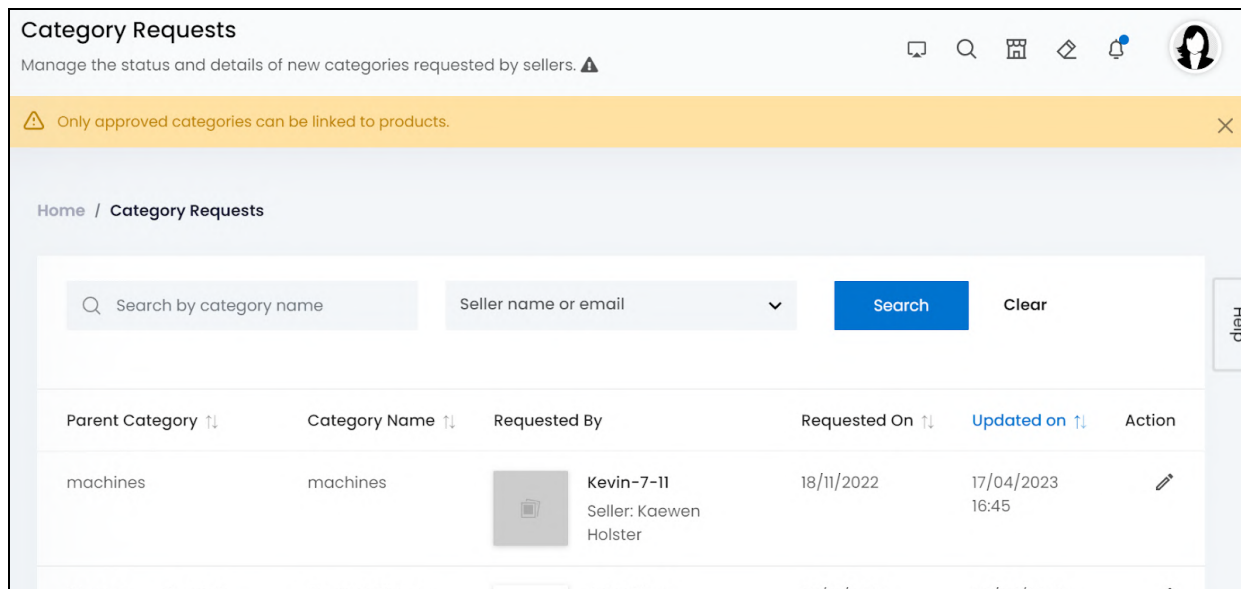 Category Requests
Manage the status and details of new categories requested by sellers.
Only approved categories can be linked to products.
Home / Category Requests
Search by category name
Seller name or email
Search
Clear
Help
Parent Category
Category Name
Requested By
Requested On
Updated on
Action
machines
machines
Kevin-7-11
Seller: Kaewen
Holster
18/11/2022
17/04/2023
16:45